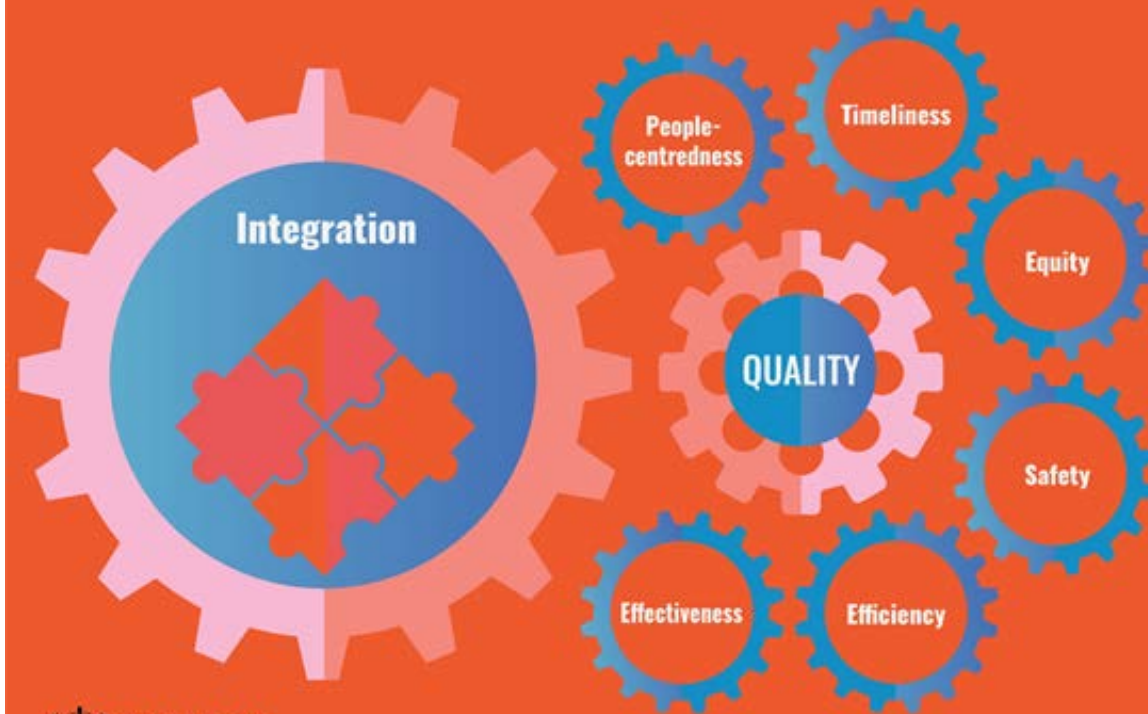 Integration
People-
centredness
Timeliness
Equity
QUALITY
Safety
Effectiveness
Efficiency